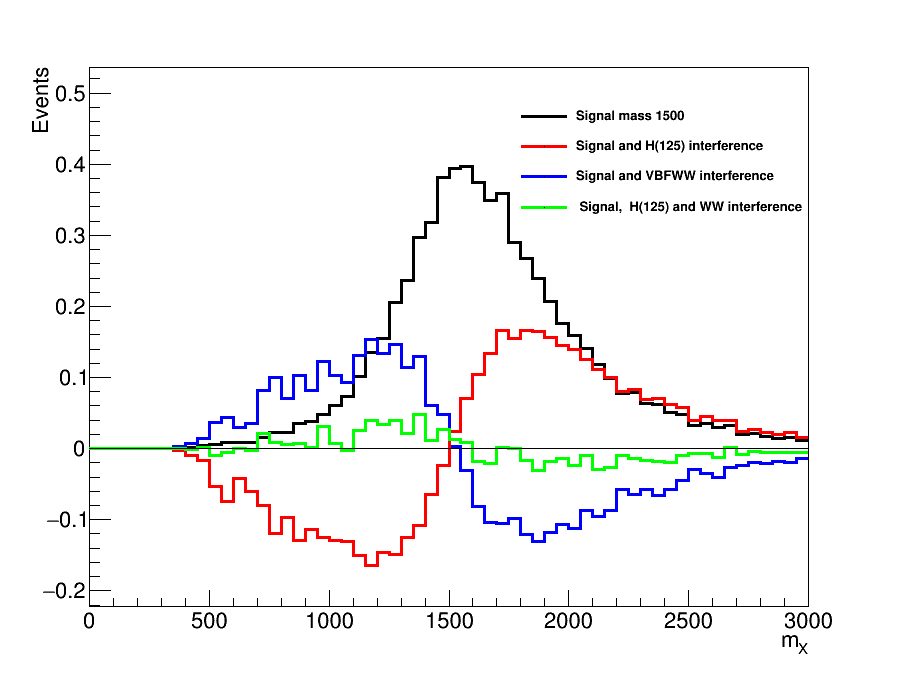 Events
0.5
0.4
0.3
0.2
0.1
0
−0.1
−0.2
Signal mass 1500
Signal and H(125) interference
Signal and VBFWW interference
Signal, H(125) and WW interference
0 500 1000 1500 2000 2500 3000
m_X